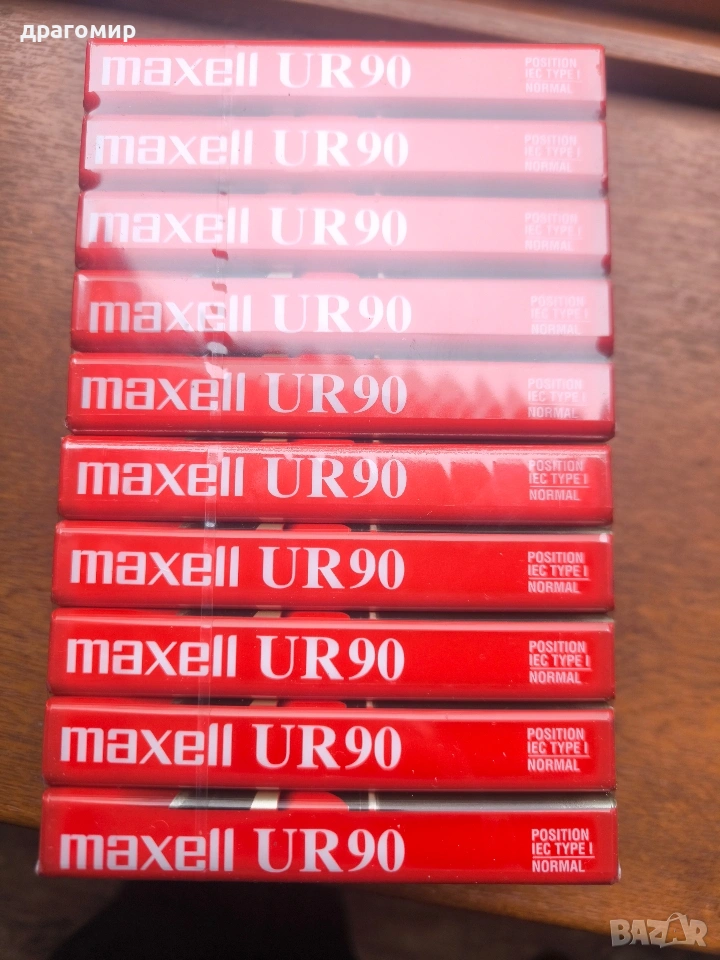 драгомир
maxell UR90 POSITION
IEC TYPE I
NORMAL
maxell UR90 POSITION
IEC TYPE I
NORMAL
maxell UR90 POSITION
IEC TYPE I
NORMAL
maxell UR90 POSITION
IEC TYPE I
NORMAL
maxell UR90 POSITION
IEC TYPE I
NORMAL
maxell UR90 POSITION
IEC TYPE I
NORMAL
maxell UR90 POSITION
IEC TYPE I
NORMAL
maxell UR90 POSITION
IEC TYPE I
NORMAL
maxell UR90 POSITION
IEC TYPE I
NORMAL
maxell UR90 POSITION
IEC TYPE I
NORMAL
BAZAR